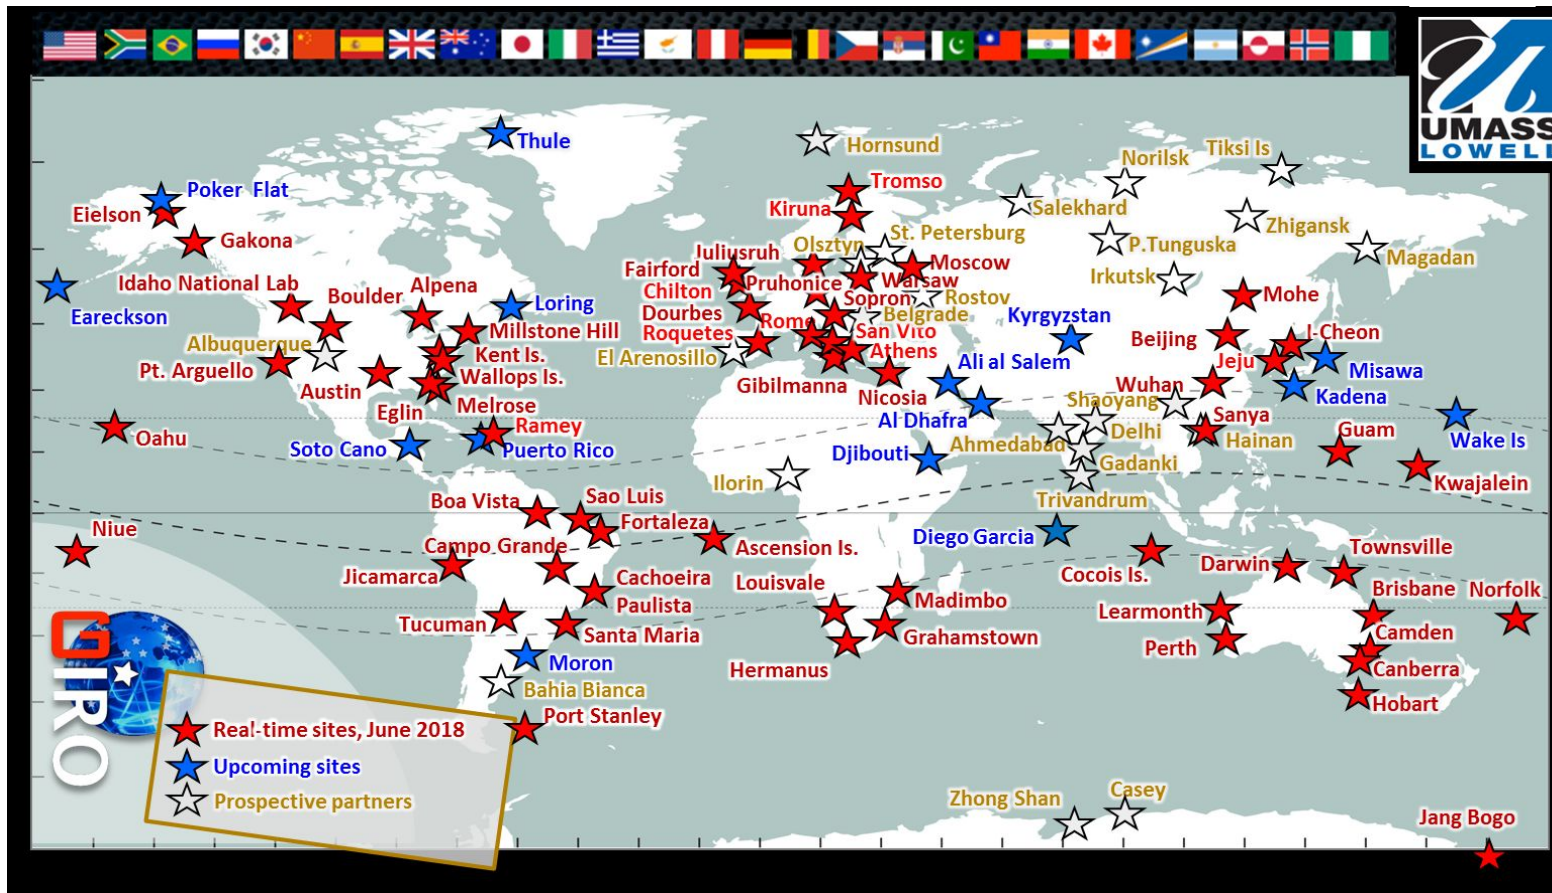 UMASS
LOWELL
Thule
Hornsund
Norilsk
Tiksi Is
Poker Flat
Tromso
Eielson
Kiruna
Salekhard
Zhigansk
Gakona
Olsztyn
St. Petersburg
P.Tunguska
Magadan
Juliusruh
Moscow
Fairford
Idaho National Lab
Boulder
Alpena
Chilton
Pruhonice
Warsaw
Irkutsk
Mohe
Loring
Dourbes
Sopron
Rostov
Eareckson
Belgrade
Kyrgyzstan
Albuquerque
Millstone Hill
Roquetes
Rome
San Vito
Beijing
I-Cheon
Kent Is.
El Arenosillo
Athens
Ali al Salem
Jeju
Misawa
Pt. Arguello
Wallops Is.
Gibilmanna
Nicosia
Wuhan
Kadena
Austin
Melrose
Shaoyang
Eglin
Ramey
Al Dhafra
Delhi
Sanya
Guam
Oahu
Soto Cano
Puerto Rico
Djibouti
Ahmedabad
Hainan
Wake Is
Gadanki
Ilorin
Kwajalein
Trivandrum
Boa Vista
Sao Luis
Niue
Fortaleza
Diego Garcia
Campo Grande
Ascension Is.
Townsville
Jicamarca
Cachoeira
Paulista
Louisvale
Cocois Is.
Darwin
Brisbane
Norfolk
Madimbo
Learmonth
Tucuman
Santa Maria
Grahamstown
Camden
Perth
Moron
Hermanus
Canberra
Bahia Bianca
Hobart
Port Stanley
GIRO
Real-time sites, June 2018
Upcoming sites
Prospective partners
Zhong Shan
Casey
Jang Bogo